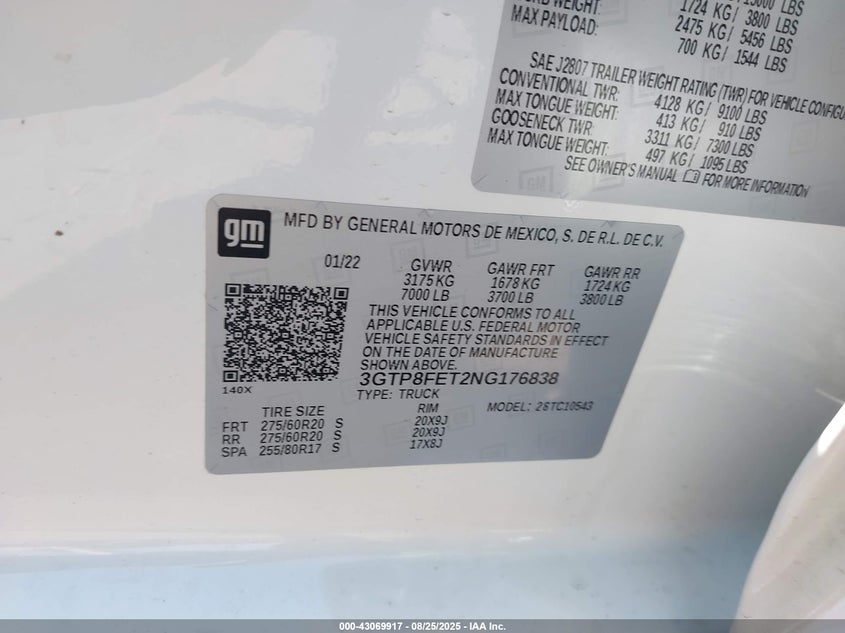 1724 KG / 3800 LBS
MAX PAYLOAD: 2475 KG / 5456 LBS
700 KG / 1544 LBS
SAE J2807 TRAILER WEIGHT RATING (TWR) FOR VEHICLE
CONVENTIONAL TWR: 4128 KG / 9100 LBS
MAX TONGUE WEIGHT: 413 KG / 910 LBS
GOOSENECK TWR: 3311 KG / 7300 LBS
MAX TONGUE WEIGHT: 497 KG / 1095 LBS
SEE OWNER'S MANUAL FOR MORE INFORMATION
gm
MFD BY GENERAL MOTORS DE MEXICO, S. DE R.L. DE C.V.
01/22 GVWR GAWR FRT GAWR RR
3175 KG 1678 KG 1724 KG
7000 LB 3700 LB 3800 LB
THIS VEHICLE CONFORMS TO ALL
APPLICABLE U.S. FEDERAL MOTOR
VEHICLE SAFETY STANDARDS IN EFFECT
ON THE DATE OF MANUFACTURE
SHOWN ABOVE.
3GTP8FET2NG176838
140X
TYPE: TRUCK MODEL: 2STC10543
TIRE SIZE RIM
FRT 275/60R20 S 20X9J
RR 275/60R20 S 20X9J
SPA 255/80R17 S 17X8J
000-43069917 - 08/25/2025 - IAA Inc.